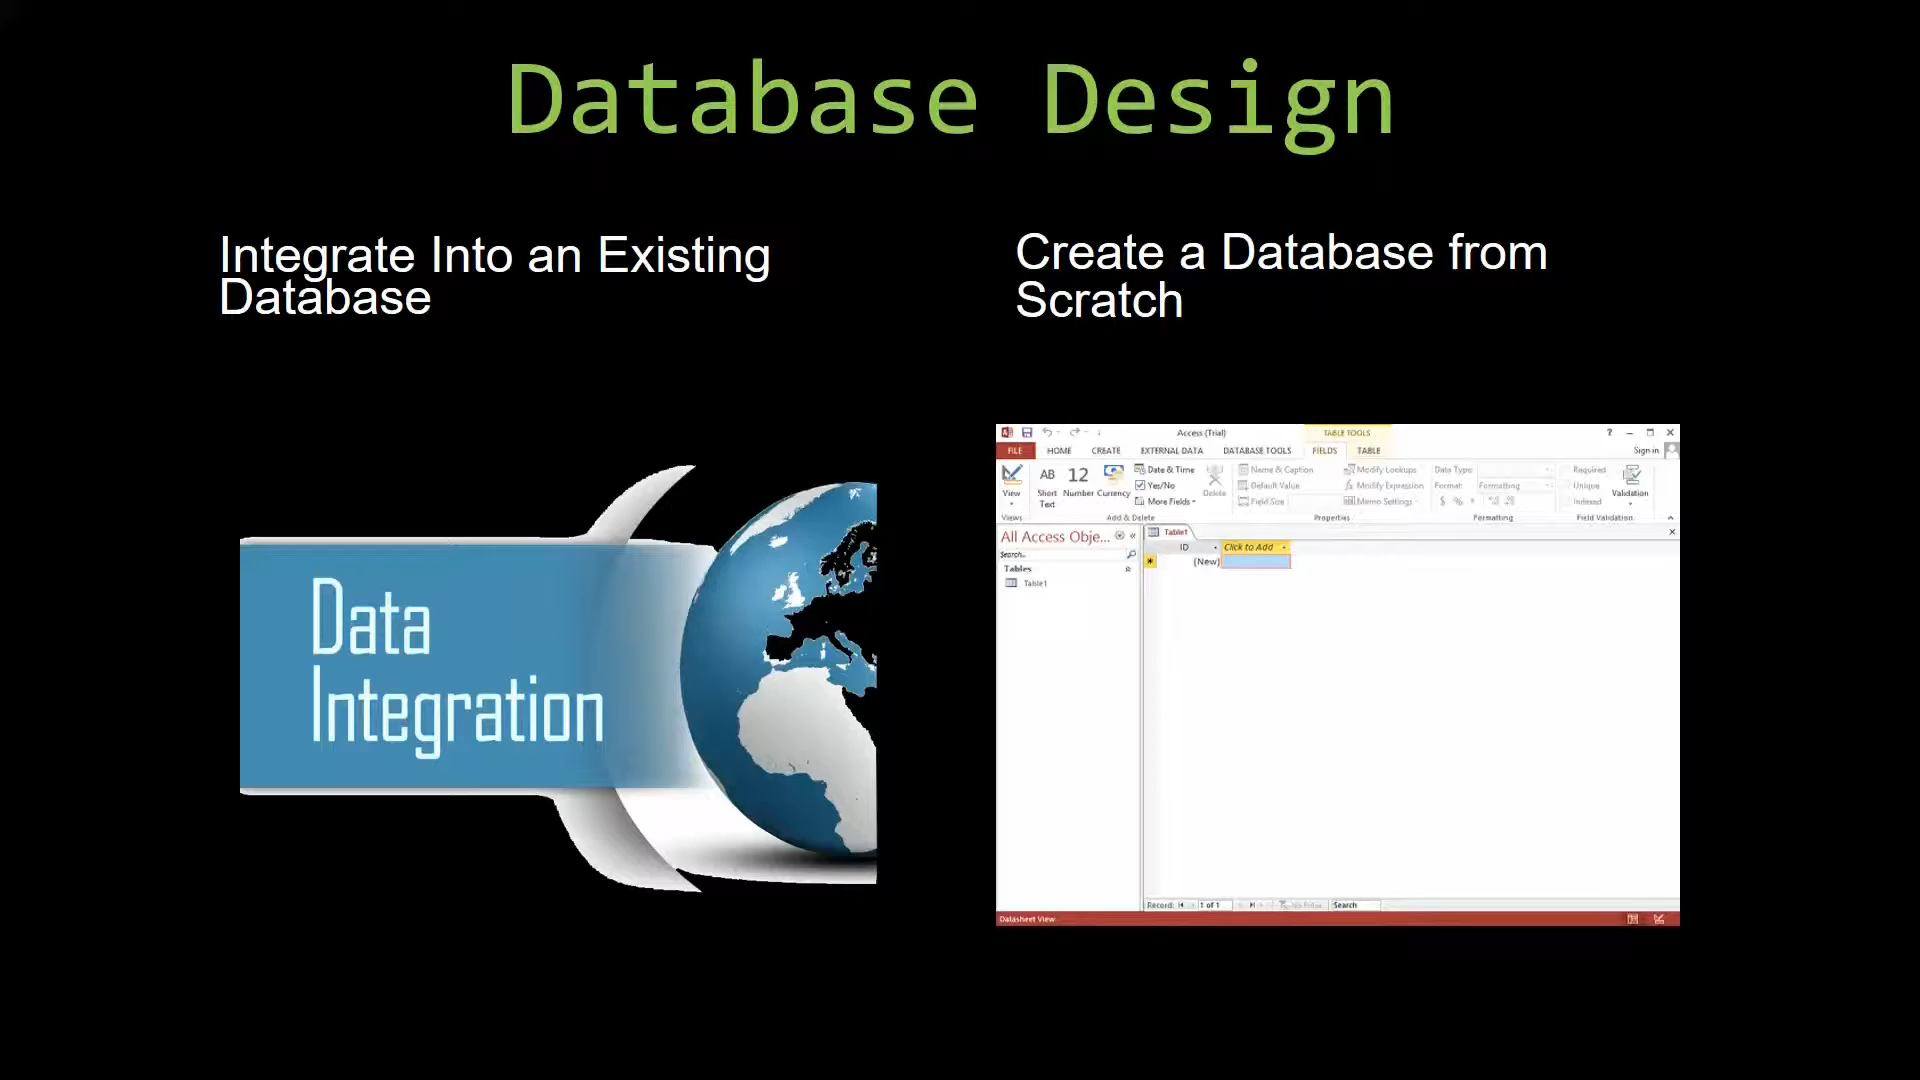 Database Design
Integrate Into an Existing
Database
Create a Database from
Scratch
Data
Integration
Access (Trial)
TABLE TOOLS
?
FILE
HOME
CREATE
EXTERNAL DATA
DATABASE TOOLS
FIELDS
TABLE
Sign in
View
AB
Short
Text
12
Number
Currency
Date & Time
Yes/No
More Fields
Delete
Name & Caption
Default Value
Field Size
Modify Lookups
Modify Expression
Memo Settings
Data Type:
Format: Formatting
$ %
Required
Unique
Indexed
Validation
Views
Add & Delete
Properties
Formatting
Field Validation
All Access Obje...
Search...
Tables
Table1
Table1
ID
Click to Add
(New)
Record: 1 of 1
No Filter
Search
Datasheet View